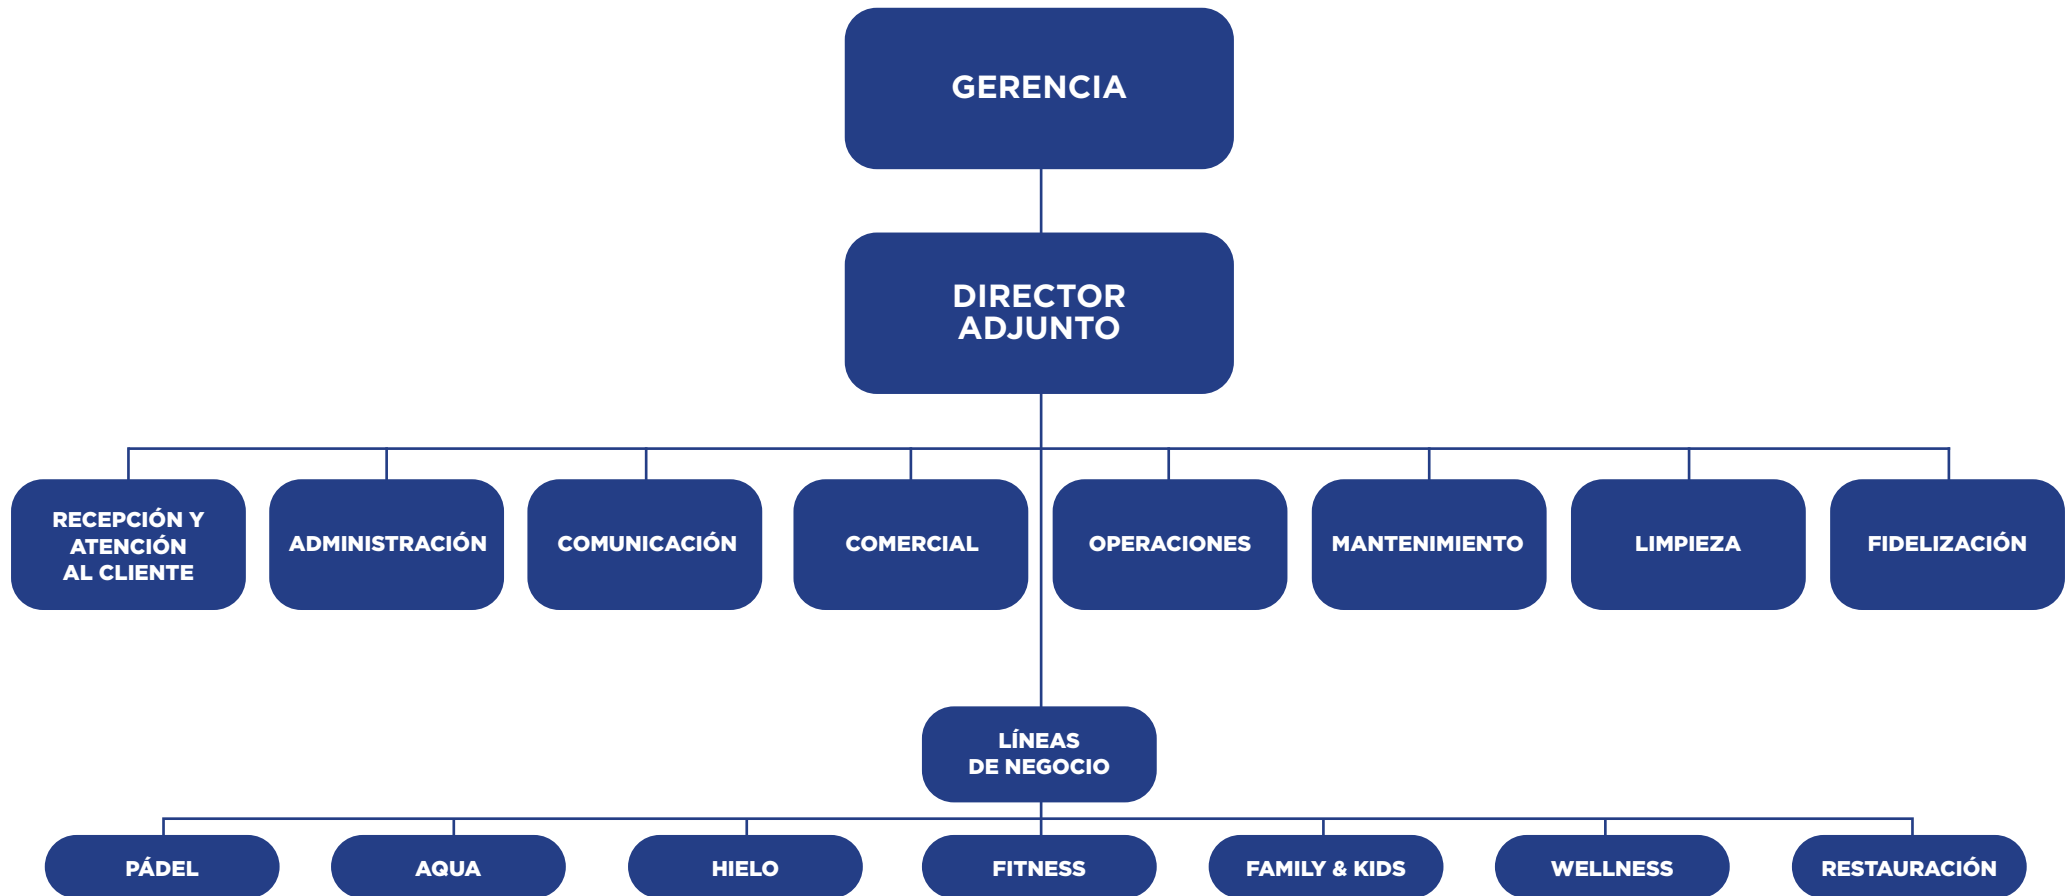 GERENCIA
DIRECTOR
ADJUNTO
RECEPCIÓN Y
ATENCIÓN
AL CLIENTE
ADMINISTRACIÓN
COMUNICACIÓN
COMERCIAL
OPERACIONES
MANTENIMIENTO
LIMPIEZA
FIDELIZACIÓN
LÍNEAS
DE NEGOCIO
PÁDEL
AQUA
HIELO
FITNESS
FAMILY & KIDS
WELLNESS
RESTAURACIÓN